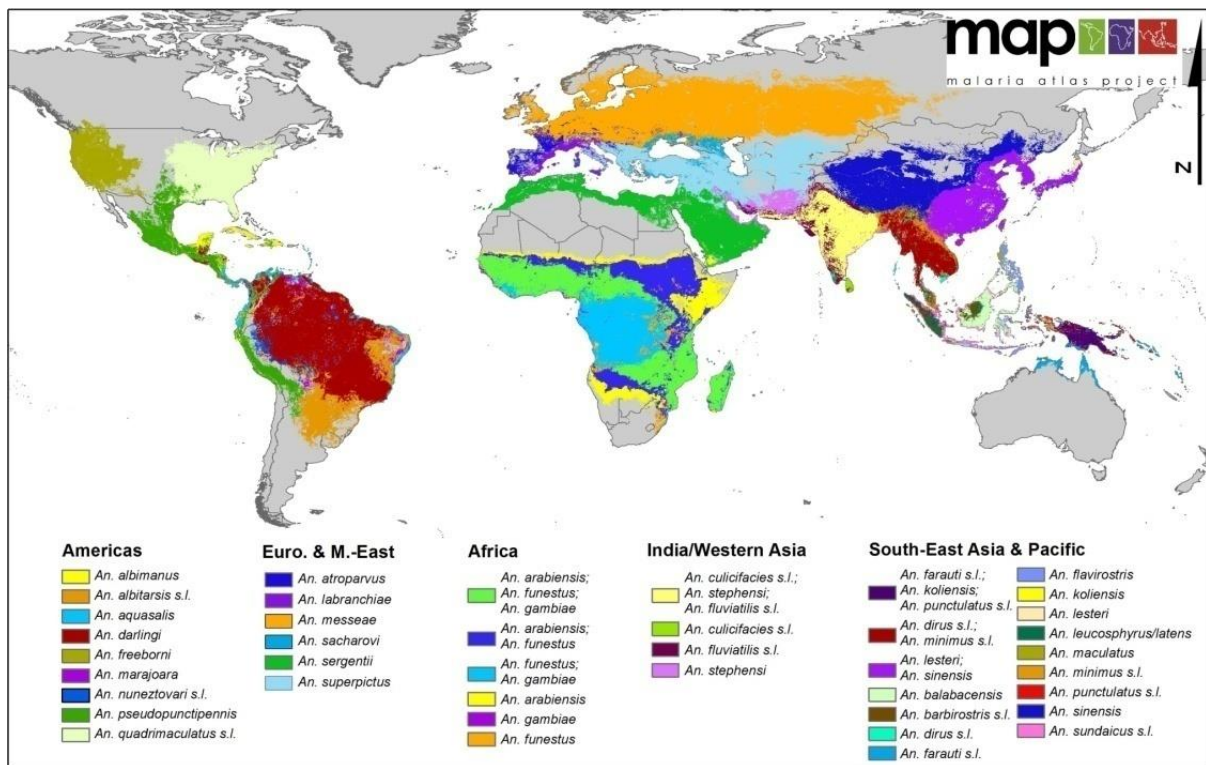 map
malaria atlas project
N
Americas
An. albimanus
An. albitarsis s.l.
An. aquasalis
An. darlingi
An. freeborni
An. marajoara
An. nuneztovari s.l.
An. pseudopunctipennis
An. quadrimaculatus s.l.
Euro. & M.-East
An. atroparvus
An. labranchiae
An. messeae
An. sacharovi
An. sergentii
An. superpictus
Africa
An. arabiensis;
An. funestus;
An. gambiae
An. arabiensis;
An. funestus
An. funestus;
An. gambiae
An. arabiensis
An. gambiae
An. funestus
India/Western Asia
An. culicifacies s.l.;
An. stephensi;
An. fluviatilis s.l.
An. culicifacies s.l.
An. fluviatilis s.l.
An. stephensi
South-East Asia & Pacific
An. farauti s.l.;
An. koliensis;
An. punctulatus s.l.
An. dirus s.l.;
An. minimus s.l.
An. lesteri;
An. sinensis
An. balabacensis
An. barbirostris s.l.
An. dirus s.l.
An. farauti s.l.
An. flavirostris
An. koliensis
An. lesteri
An. leucosphyrus/latens
An. maculatus
An. minimus s.l.
An. punctulatus s.l.
An. sinensis
An. sundaicus s.l.